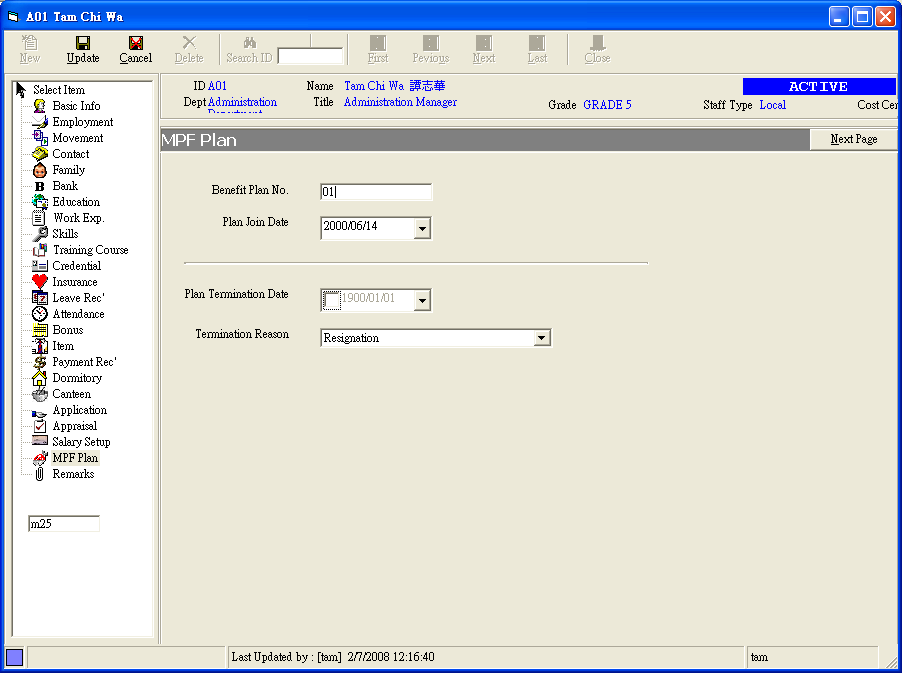 A01 Tam Chi Wa
New Update Cancel Delete Search ID First Pevious Next Last Close
ID A01 Name Tam Chi Wa 譚志華 ACTIVE
Dept Administration Title Administration Manager Grade GRADE 5 Staff Type Local Cost Cen
Department
MPF Plan Next Page
Select Item
Basic Info
Employment
Movement
Contact
Family
Bank
Education
Work Exp.
Skills
Training Course
Credential
Insurance
Leave Rec'
Attendance
Bonus
Item
Payment Rec'
Dormitory
Canteen
Application
Appraisal
Salary Setup
MPF Plan
Remarks
m25
Benefit Plan No. 01
Plan Join Date 2000/06/14
Plan Termination Date 1900/01/01
Termination Reason Resignation
Last Updated by : [tam] 2/7/2008 12:16:40 tam